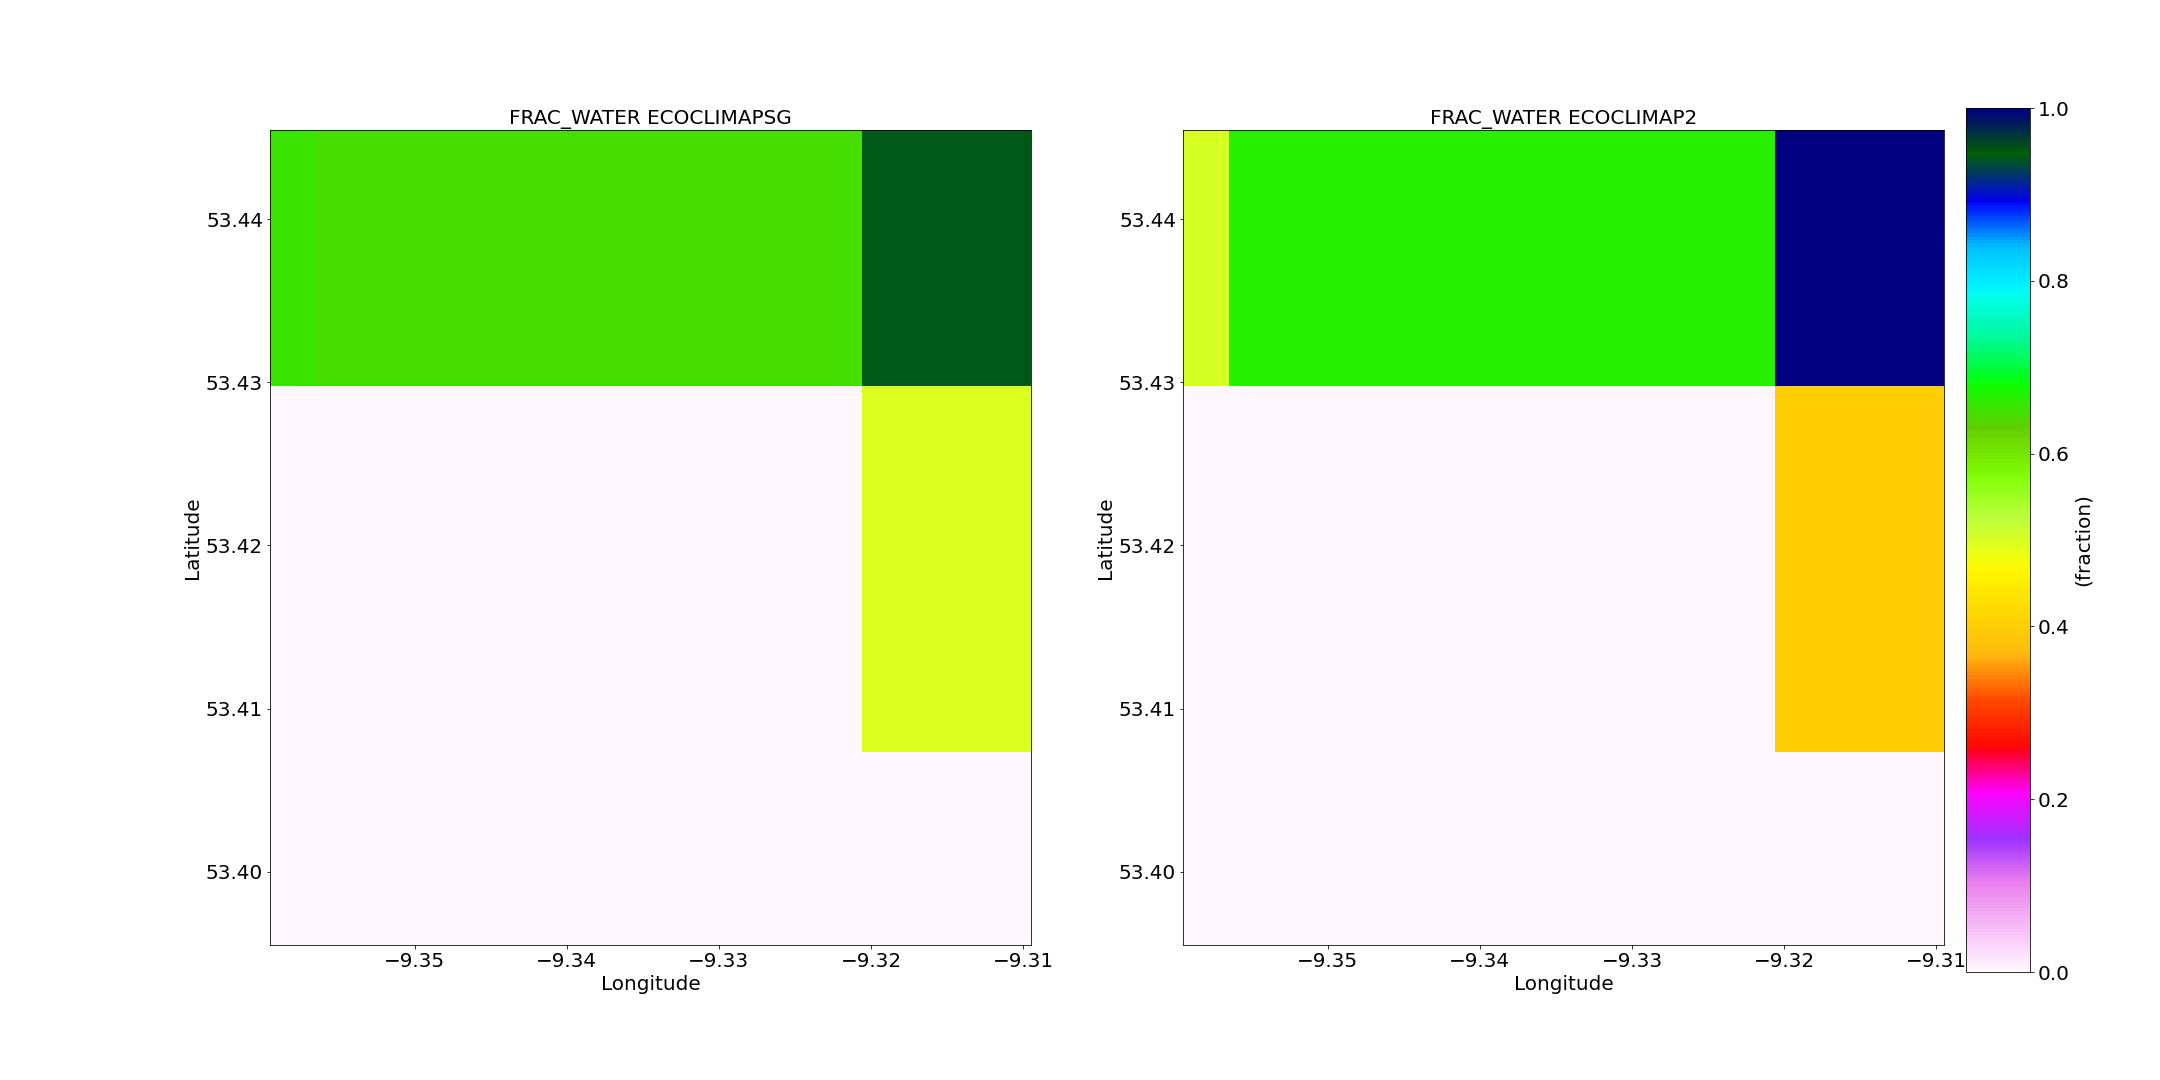 FRAC_WATER ECOCLIMAPSG
53.44
53.43
53.42
53.41
53.40
Latitude
−9.35 −9.34 −9.33 −9.32 −9.31
Longitude
FRAC_WATER ECOCLIMAP2
53.44
53.43
53.42
53.41
53.40
Latitude
−9.35 −9.34 −9.33 −9.32 −9.31
Longitude
1.0
0.8
0.6
0.4
0.2
0.0
(fraction)